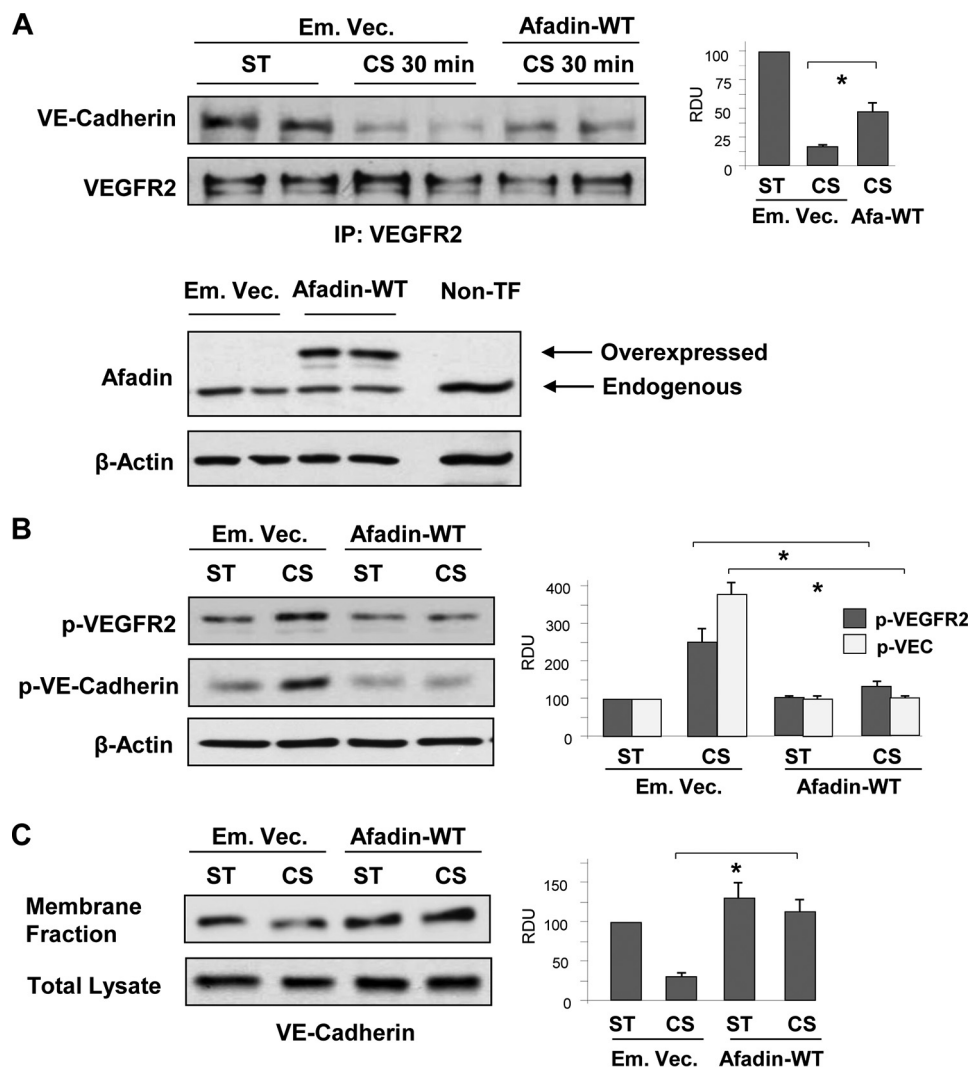 A
Em. Vec.
Afadin-WT
ST
CS 30 min
CS 30 min
VE-Cadherin
VEGFR2
IP: VEGFR2
RDU
100
75
50
25
0
*
ST
CS
CS
Em. Vec.
Afa-WT
Em. Vec.
Afadin-WT
Non-TF
Afadin
Overexpressed
Endogenous
β-Actin
B
Em. Vec.
Afadin-WT
ST
CS
ST
CS
p-VEGFR2
p-VE-Cadherin
β-Actin
RDU
400
300
200
100
0
*
*
p-VEGFR2
p-VEC
ST
CS
ST
CS
Em. Vec.
Afadin-WT
C
Em. Vec.
Afadin-WT
ST
CS
ST
CS
Membrane
Fraction
Total Lysate
VE-Cadherin
RDU
150
100
50
0
*
ST
CS
ST
CS
Em. Vec.
Afadin-WT